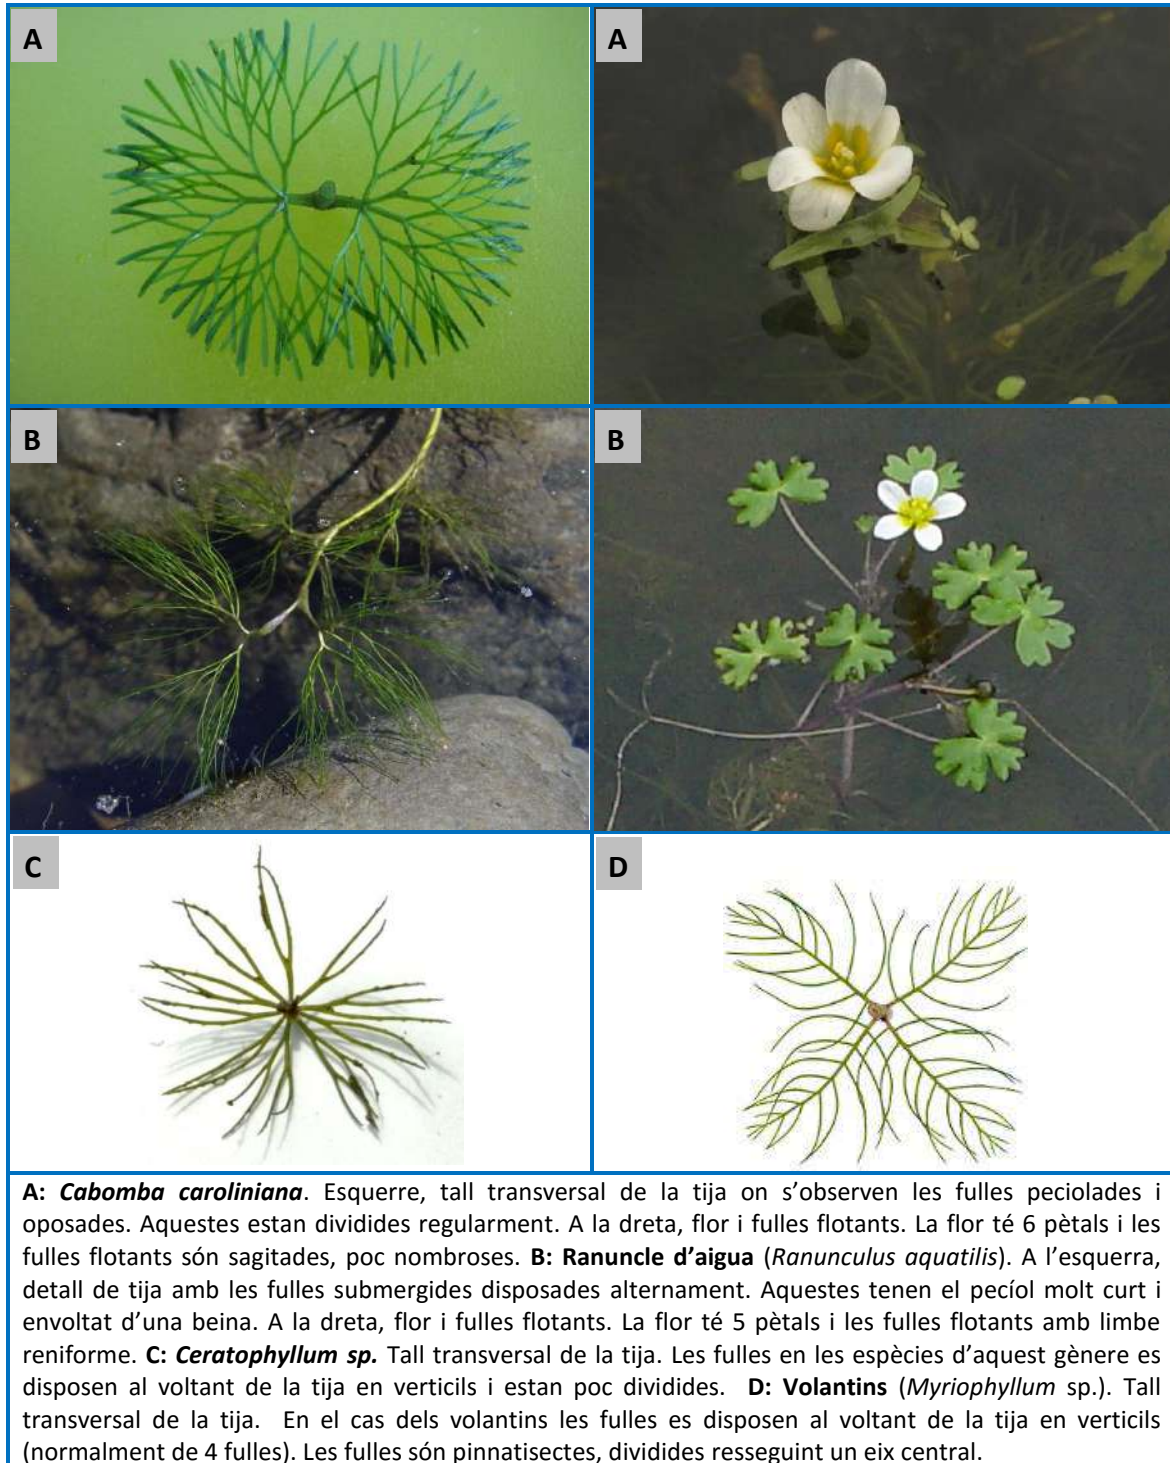 A
A
B
B
C
D
A: Cabomba caroliniana. Esquerre, tall transversal de la tija on s’observen les fulles peciolades i
oposades. Aquestes estan dividides regularment. A la dreta, flor i fulles flotants. La flor té 6 pètals i les
fulles flotants són sagitades, poc nombroses. B: Ranuncle d’aigua (Ranunculus aquatilis). A l’esquerra,
detall de tija amb les fulles submergides disposades alternament. Aquestes tenen el pecíol molt curt i
envoltat d’una beina. A la dreta, flor i fulles flotants. La flor té 5 pètals i les fulles flotants amb limbe
reniforme. C: Ceratophyllum sp. Tall transversal de la tija. Les fulles en les espècies d’aquest gènere es
disposen al voltant de la tija en verticils i estan poc dividides. D: Volantins (Myriophyllum sp.). Tall
transversal de la tija. En el cas dels volantins les fulles es disposen al voltant de la tija en verticils
(normalment de 4 fulles). Les fulles són pinnatisectes, dividides resseguint un eix central.